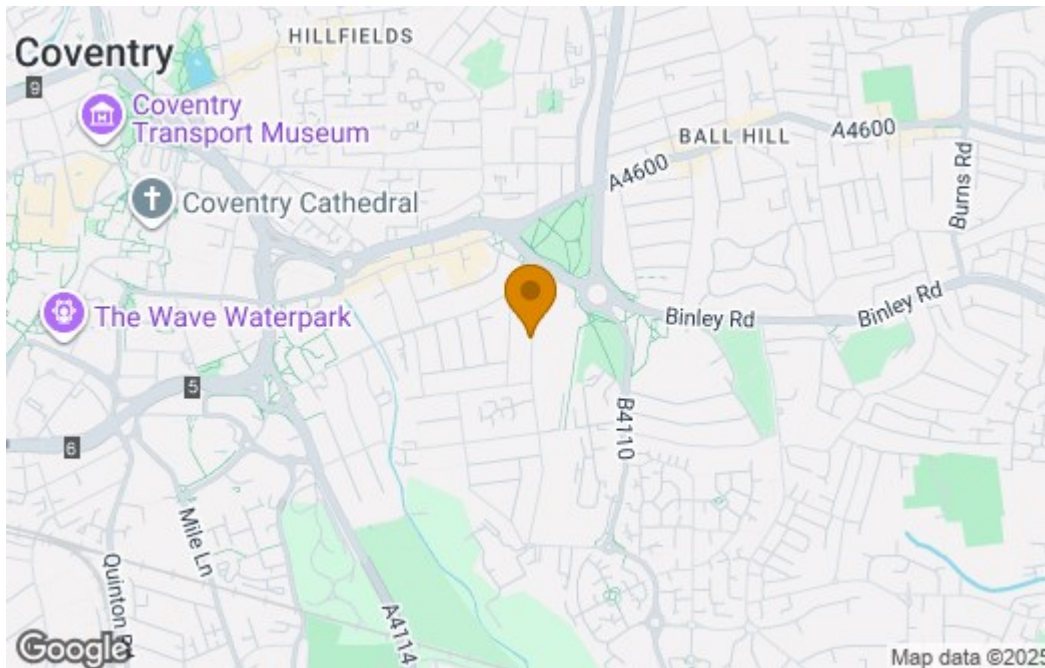 Coventry
HILLFIELDS
9
Coventry
Transport Museum
BALL HILL
A4600
A4600
Burns Rd
Coventry Cathedral
The Wave Waterpark
Binley Rd
Binley Rd
5
B4110
6
Mile Ln
Quinton
A4114
Google
Map data ©2025